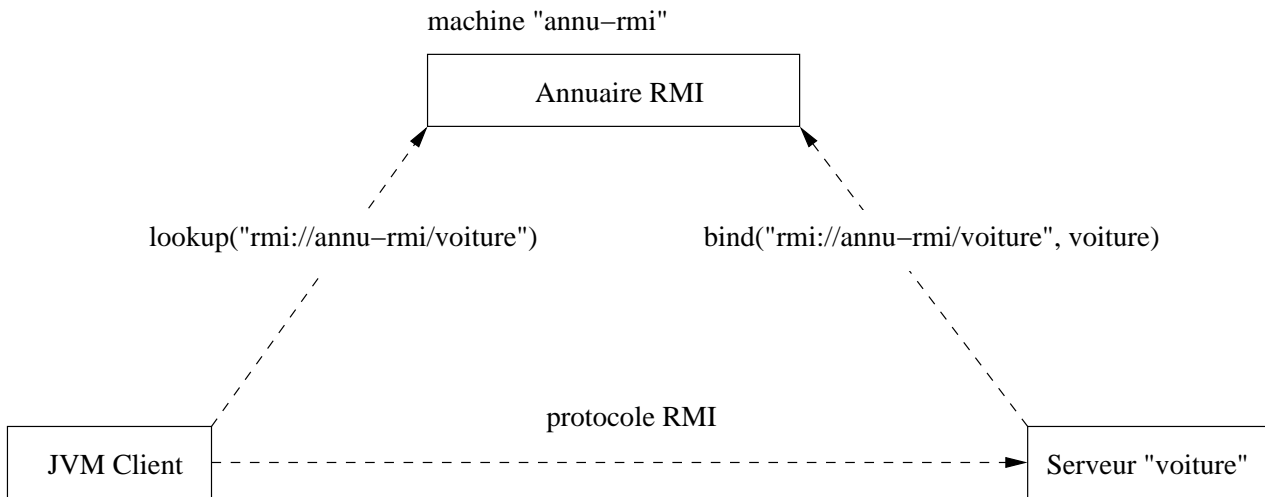 machine "annu−rmi"
Annuaire RMI
lookup("rmi://annu−rmi/voiture")
bind("rmi://annu−rmi/voiture", voiture)
protocole RMI
JVM Client
Serveur "voiture"